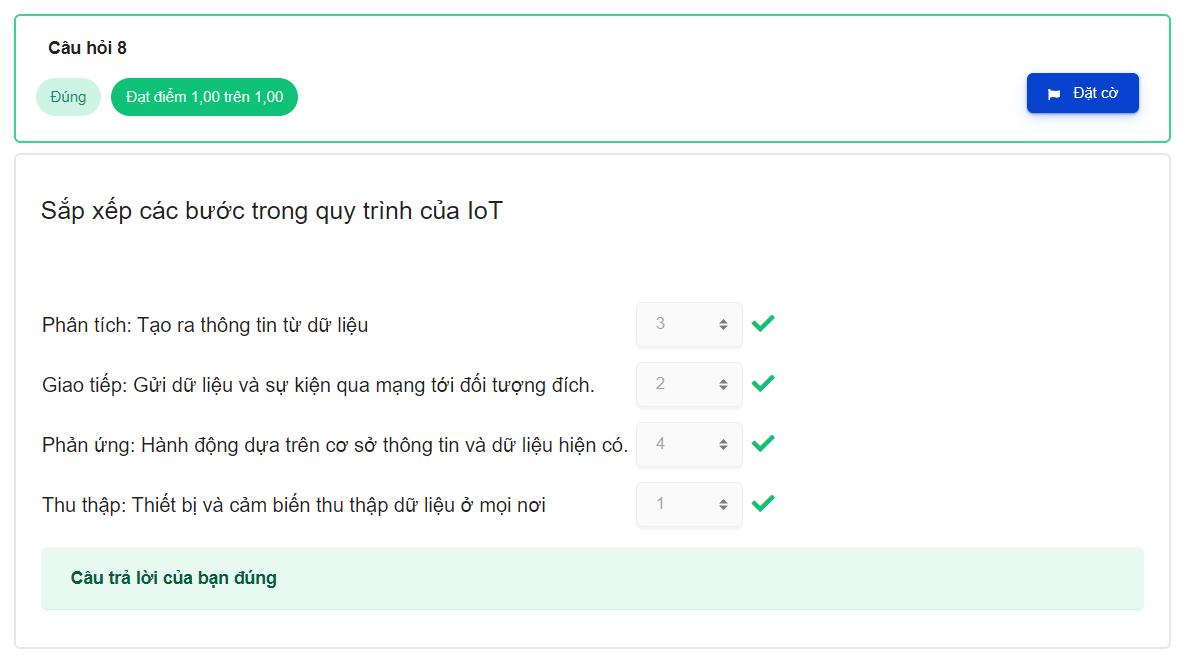 Câu hỏi 8
Đúng
Đạt điểm 1,00 trên 1,00
Đặt cờ
Sắp xếp các bước trong quy trình của IoT
Phân tích: Tạo ra thông tin từ dữ liệu
3
Giao tiếp: Gửi dữ liệu và sự kiện qua mạng tới đối tượng đích.
2
Phản ứng: Hành động dựa trên cơ sở thông tin và dữ liệu hiện có.
4
Thu thập: Thiết bị và cảm biến thu thập dữ liệu ở mọi nơi
1
Câu trả lời của bạn đúng